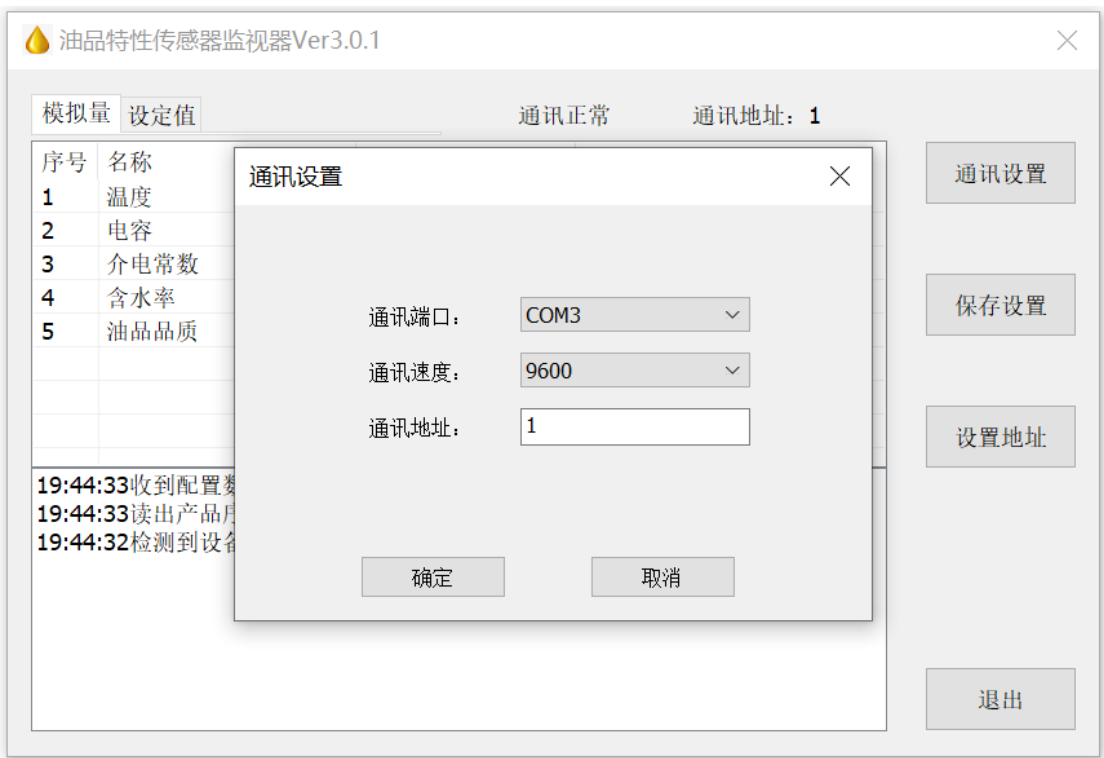 油品特性传感器监视器Ver3.0.1
模拟量 设定值 通讯正常 通讯地址：1
序号 名称
1 温度
2 电容
3 介电常数
4 含水率
5 油品品质
19:44:33收到配置数
19:44:33读出产品序
19:44:32检测到设备
通讯设置
通讯端口： COM3
通讯速度： 9600
通讯地址： 1
确定 取消
通讯设置
保存设置
设置地址
退出